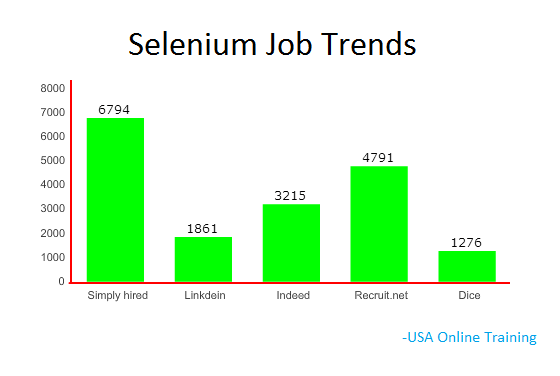 Selenium Job Trends
8000
7000
6000
5000
4000
3000
2000
1000
0
6794
1861
3215
4791
1276
Simply hired
Linkdein
Indeed
Recruit.net
Dice
-USA Online Training